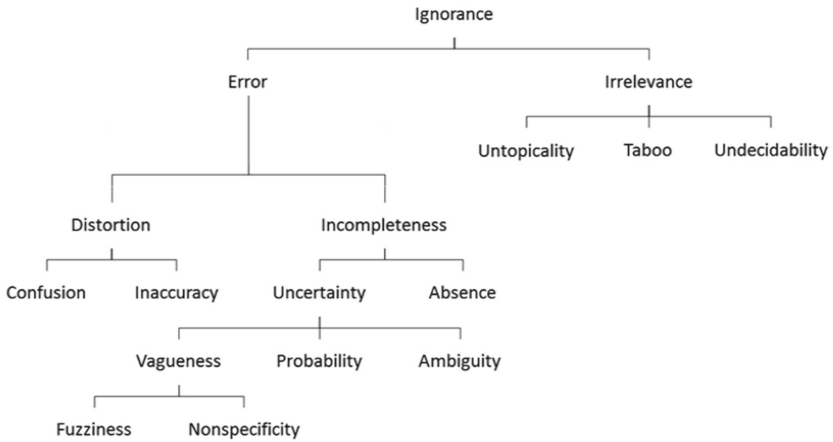 Ignorance
Error Irrelevance
Untopicality Taboo Undecidability
Distortion Incompleteness
Confusion Inaccuracy Uncertainty Absence
Vagueness Probability Ambiguity
Fuzziness Nonspecificity